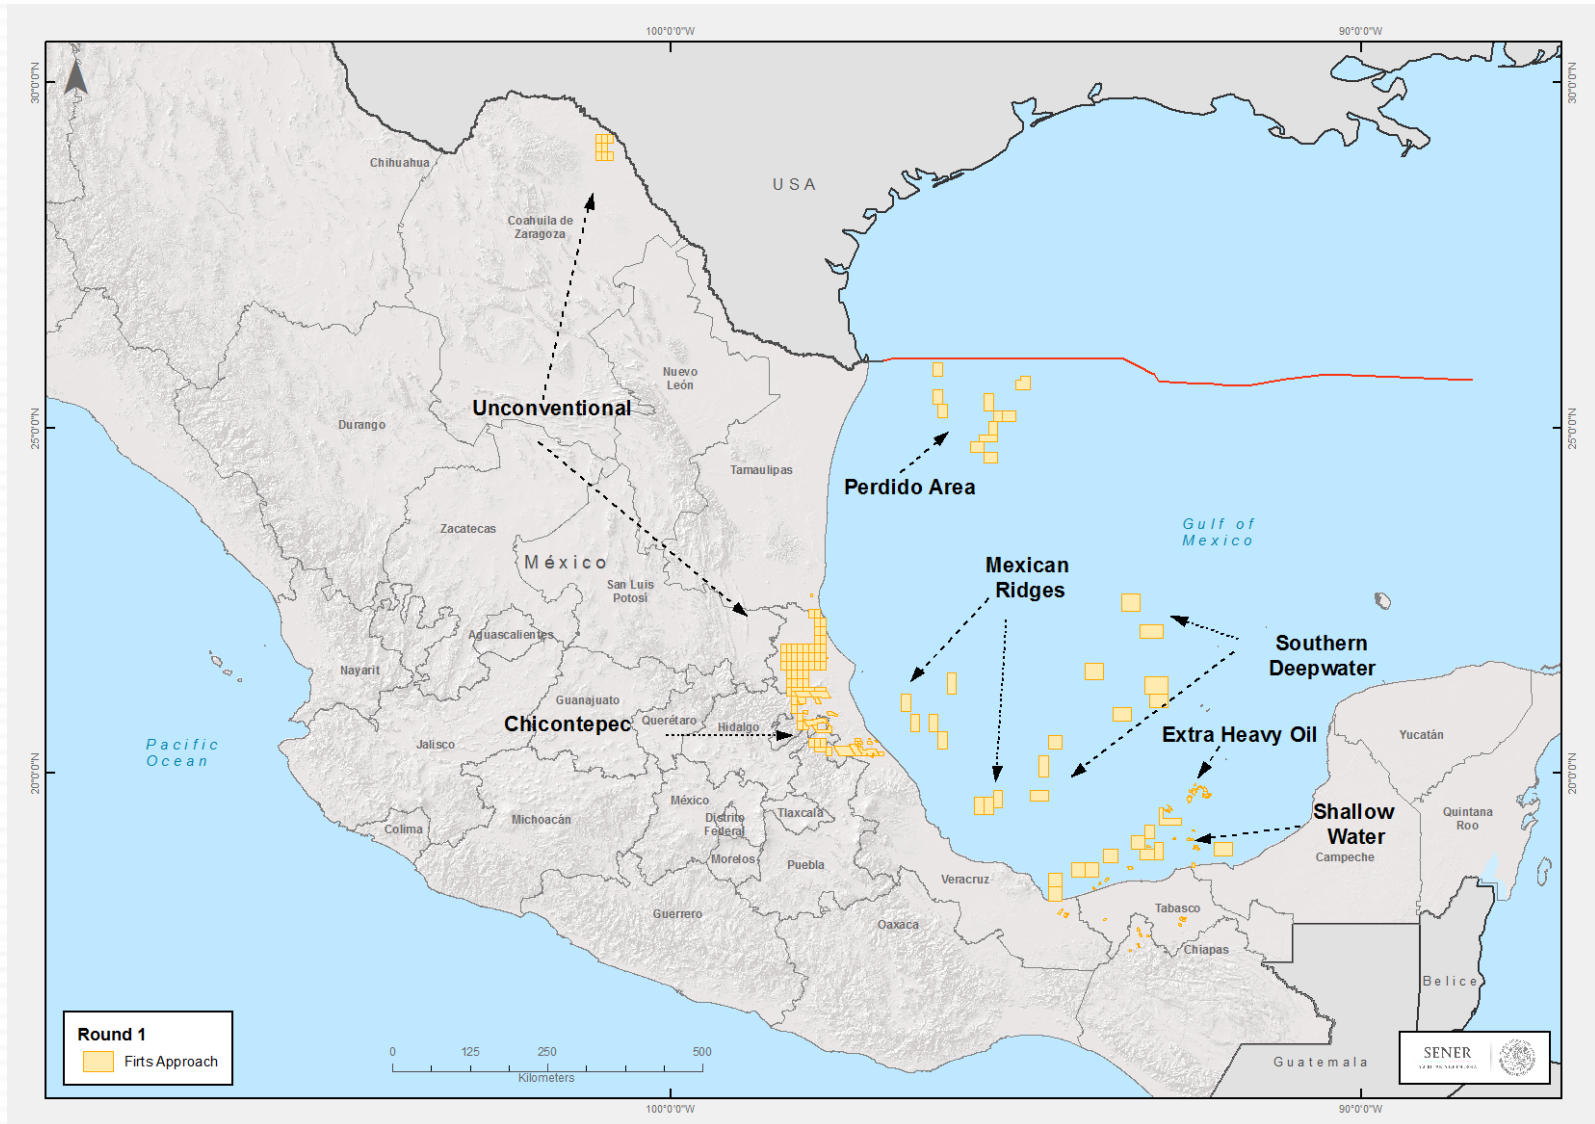 100°0'0"W
90°0'0"W
30°0'0"N
30°0'0"N
Chihuahua
USA
Coahuila de
Zaragoza
Nuevo
León
Unconventional
Durango
25°0'0"N
25°0'0"N
Tamaulipas
Perdido Area
Zacatecas
Gulf of
Mexico
México
San Luis
Potosí
Mexican
Ridges
Aguascalientes
Southern
Deepwater
Nayarit
Guanajuato
Chicontepec
Querétaro
Hidalgo
Extra Heavy Oil
Yucatán
Pacific
Ocean
Jalisco
20°0'0"N
20°0'0"N
México
Distrito
Federal
Tlaxcala
Michoacán
Colima
Shallow
Water
Quintana
Roo
Morelos
Puebla
Campeche
Veracruz
Guerrero
Tabasco
Oaxaca
Chiapas
Belice
Guatemala
Round 1
Firts Approach
0
125
250
500
Kilometers
SENER
100°0'0"W
90°0'0"W